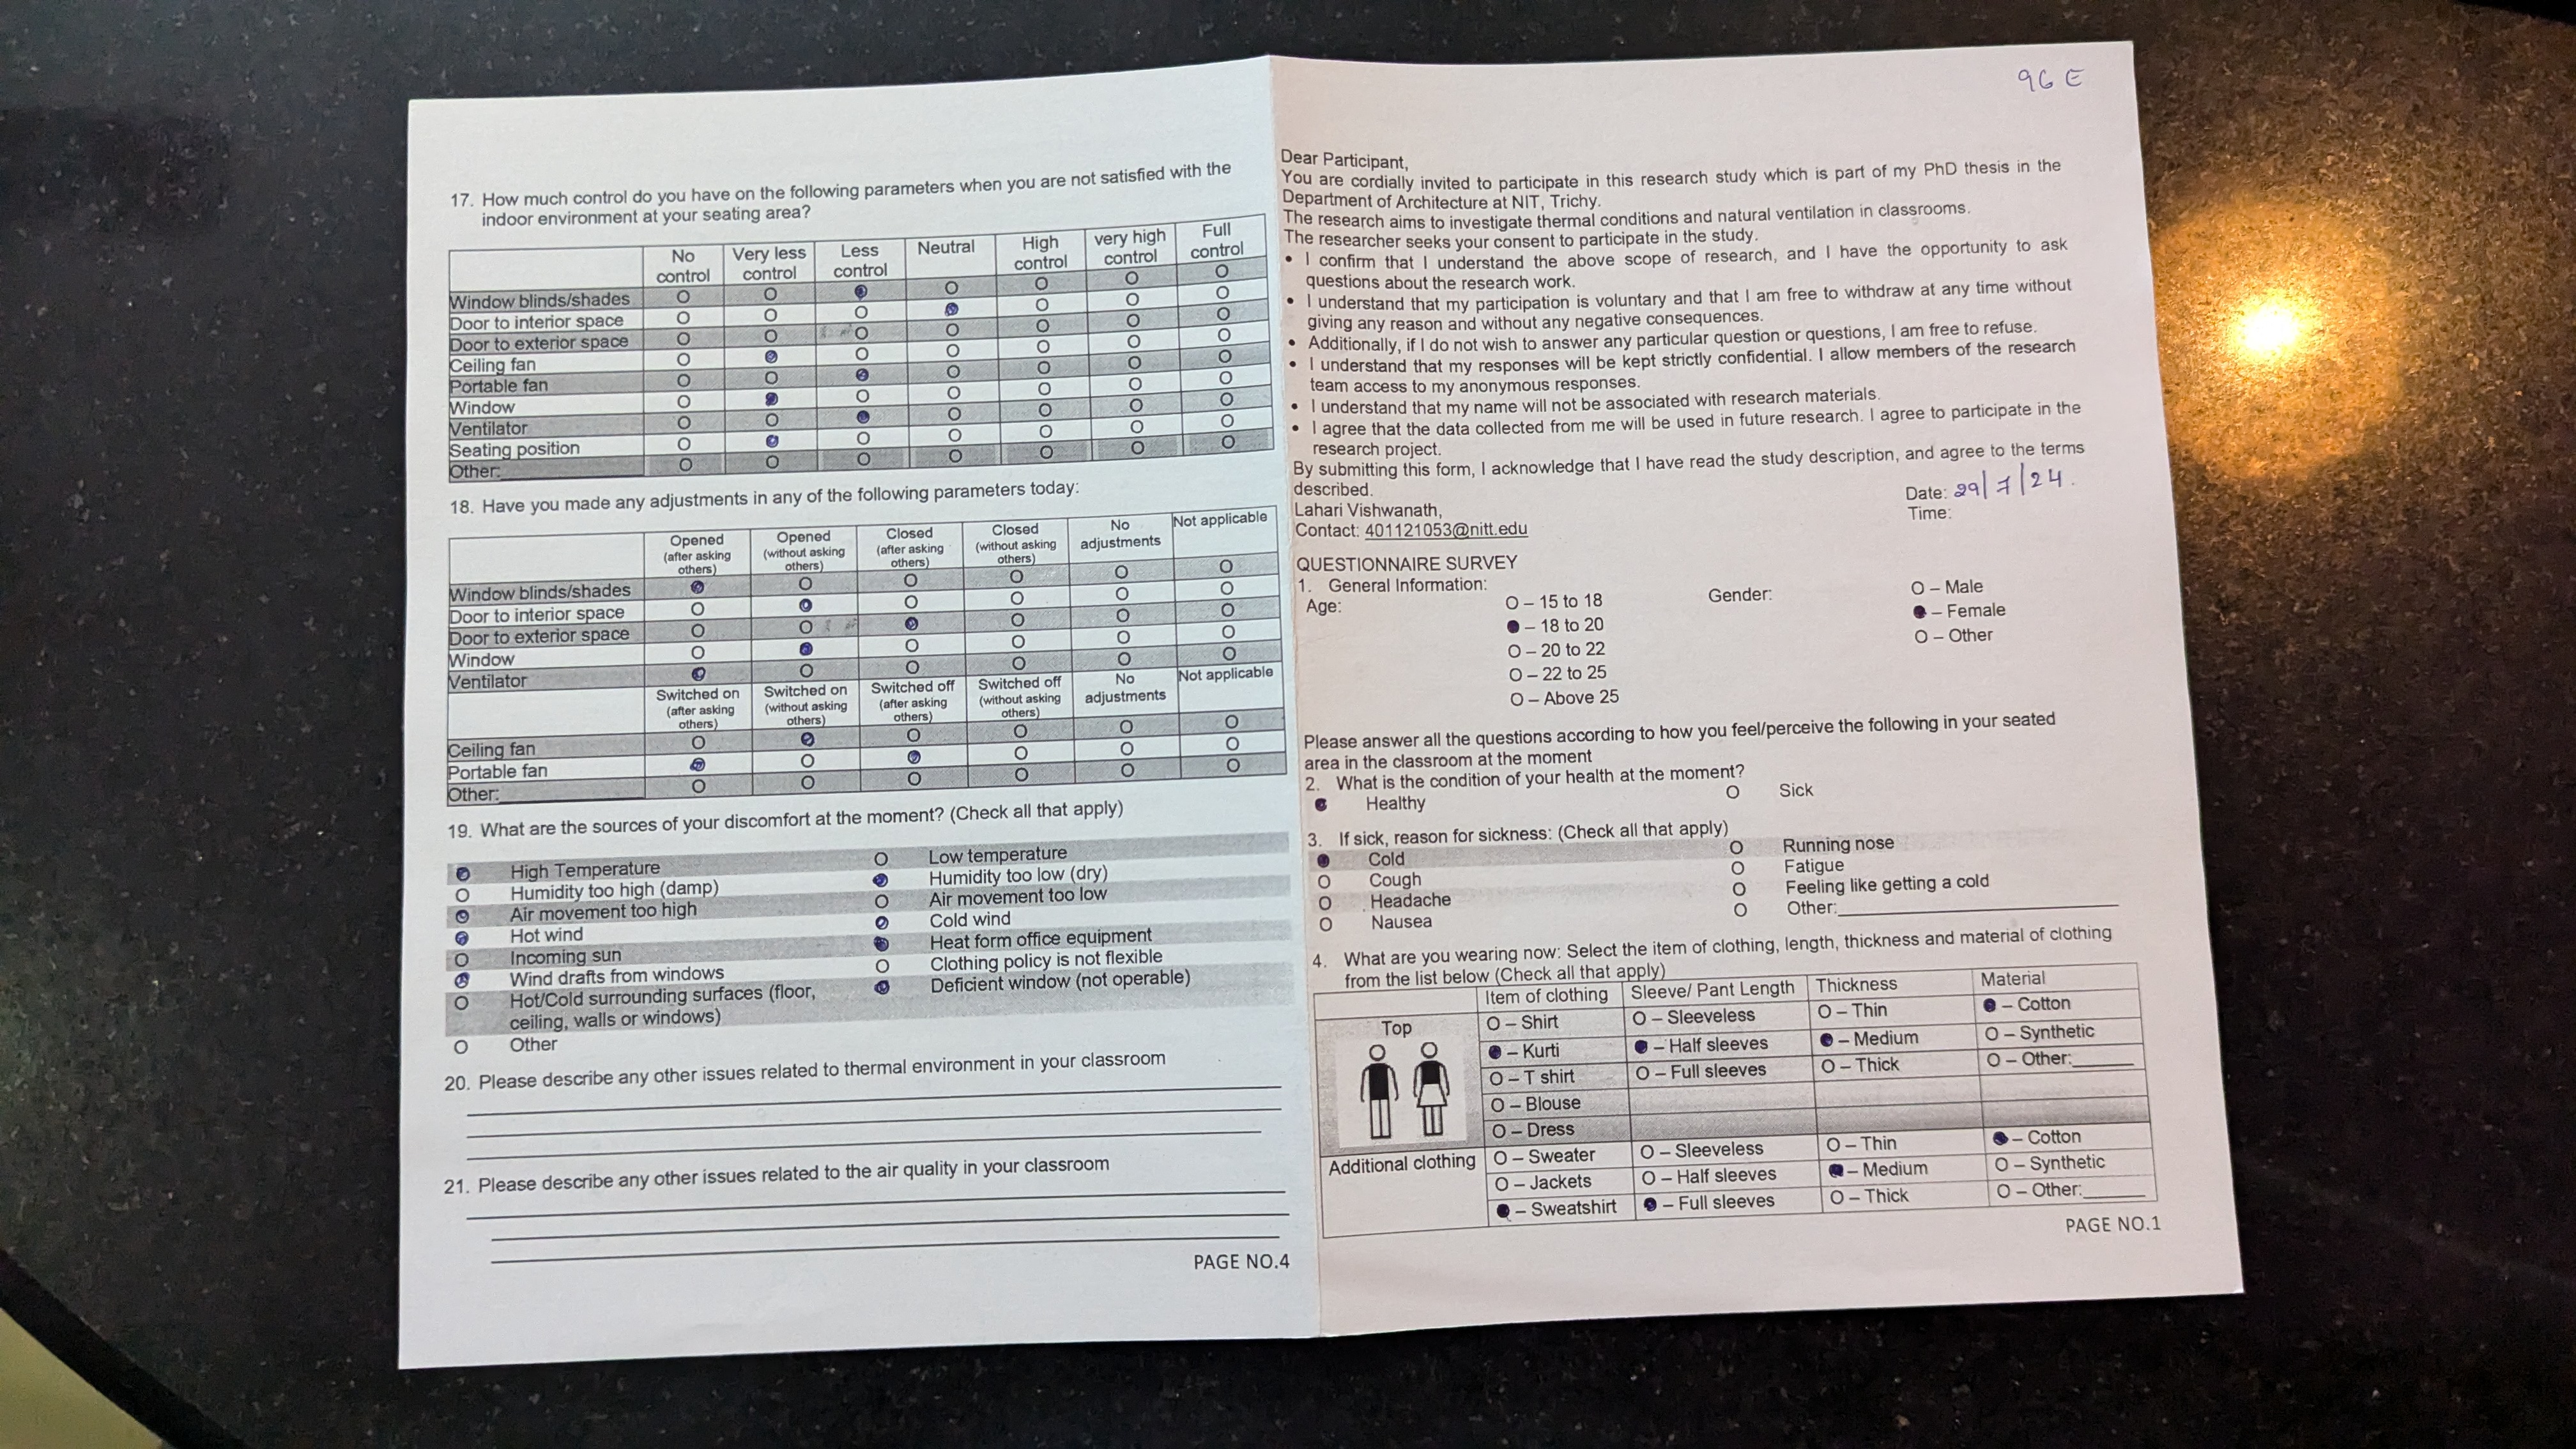 17. How much control do you have on the following parameters when you are not satisfied with the
indoor environment at your seating area?
No control Very less control Less control Neutral High control very high control Full control
Window blinds/shades
Door to interior space
Door to exterior space
Ceiling fan
Portable fan
Window
Ventilator
Seating position
Other:
18. Have you made any adjustments in any of the following parameters today:
Opened (after asking others) Opened (without asking others) Closed (after asking others) Closed (without asking others) No adjustments Not applicable
Window blinds/shades
Door to interior space
Door to exterior space
Window
Ventilator
Switched on (after asking others) Switched on (without asking others) Switched off (after asking others) Switched off (without asking others) No adjustments Not applicable
Ceiling fan
Portable fan
Other:
19. What are the sources of your discomfort at the moment? (Check all that apply)
High Temperature O Low temperature
O Humidity too high (damp) Humidity too low (dry)
Air movement too high O Air movement too low
Hot wind Cold wind
O Incoming sun Heat form office equipment
Wind drafts from windows O Clothing policy is not flexible
O Hot/Cold surrounding surfaces (floor, Deficient window (not operable)
ceiling, walls or windows)
O Other
20. Please describe any other issues related to thermal environment in your classroom
21. Please describe any other issues related to the air quality in your classroom
PAGE NO.4
96 E
Dear Participant,
You are cordially invited to participate in this research study which is part of my PhD thesis in the
Department of Architecture at NIT, Trichy.
The research aims to investigate thermal conditions and natural ventilation in classrooms.
The researcher seeks your consent to participate in the study.
• I confirm that I understand the above scope of research, and I have the opportunity to ask
questions about the research work.
• I understand that my participation is voluntary and that I am free to withdraw at any time without
giving any reason and without any negative consequences.
• Additionally, if I do not wish to answer any particular question or questions, I am free to refuse.
• I understand that my responses will be kept strictly confidential. I allow members of the research
team access to my anonymous responses.
• I understand that my name will not be associated with research materials.
• I agree that the data collected from me will be used in future research. I agree to participate in the
research project.
By submitting this form, I acknowledge that I have read the study description, and agree to the terms
described.
Date: 29/7/24.
Lahari Vishwanath,
Time:
Contact: 401121053@nitt.edu
QUESTIONNAIRE SURVEY
1. General Information:
Age: O – 15 to 18 Gender: O – Male
– 18 to 20 – Female
O – 20 to 22 O – Other
O – 22 to 25
O – Above 25
Please answer all the questions according to how you feel/perceive the following in your seated
area in the classroom at the moment
2. What is the condition of your health at the moment?
Healthy O Sick
3. If sick, reason for sickness: (Check all that apply)
Cold O Running nose
O Cough O Fatigue
O Headache O Feeling like getting a cold
O Nausea O Other:
4. What are you wearing now: Select the item of clothing, length, thickness and material of clothing
from the list below (Check all that apply)
Item of clothing Sleeve/ Pant Length Thickness Material
Top O – Shirt O – Sleeveless O – Thin – Cotton
– Kurti – Half sleeves – Medium O – Synthetic
O – T shirt O – Full sleeves O – Thick O – Other:
O – Blouse
O – Dress
Additional clothing O – Sweater O – Sleeveless O – Thin – Cotton
O – Jackets O – Half sleeves – Medium O – Synthetic
– Sweatshirt – Full sleeves O – Thick O – Other:
PAGE NO.1